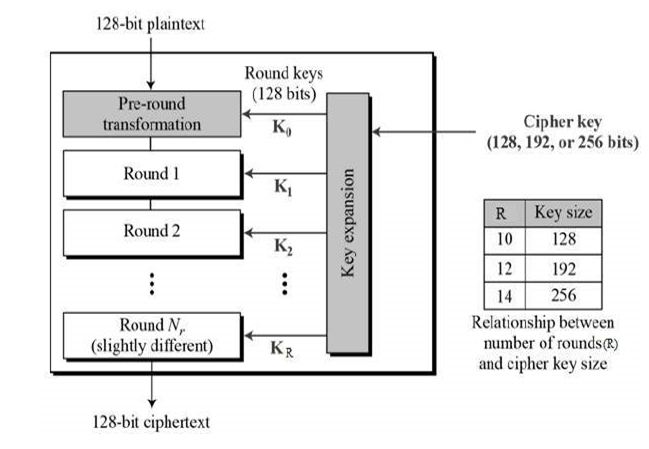 128-bit plaintext
Round keys
(128 bits)
Pre-round
transformation
K0
Cipher key
(128, 192, or 256 bits)
Round 1
K1
Round 2
K2
Key expansion
Round Nr
(slightly different)
KR
128-bit ciphertext
R Key size
10 128
12 192
14 256
Relationship between
number of rounds(R)
and cipher key size